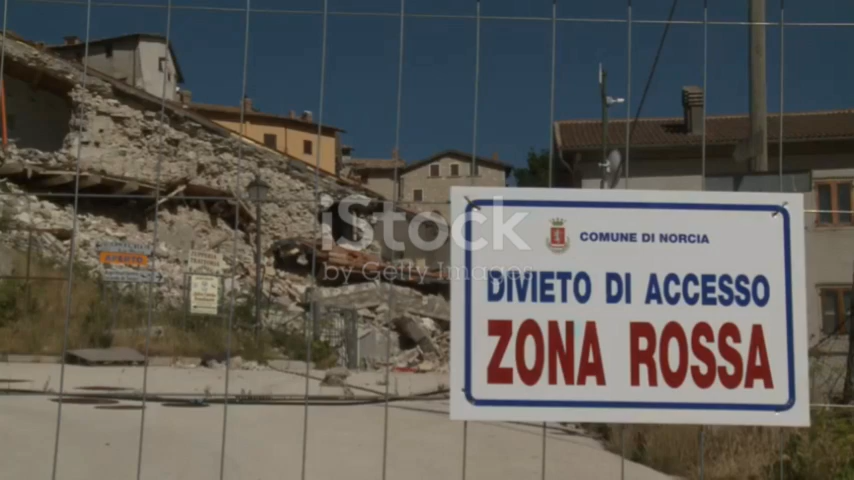 COMUNE DI NORCIA
DIVIETO DI ACCESSO
ZONA ROSSA
iStock
by Getty Images